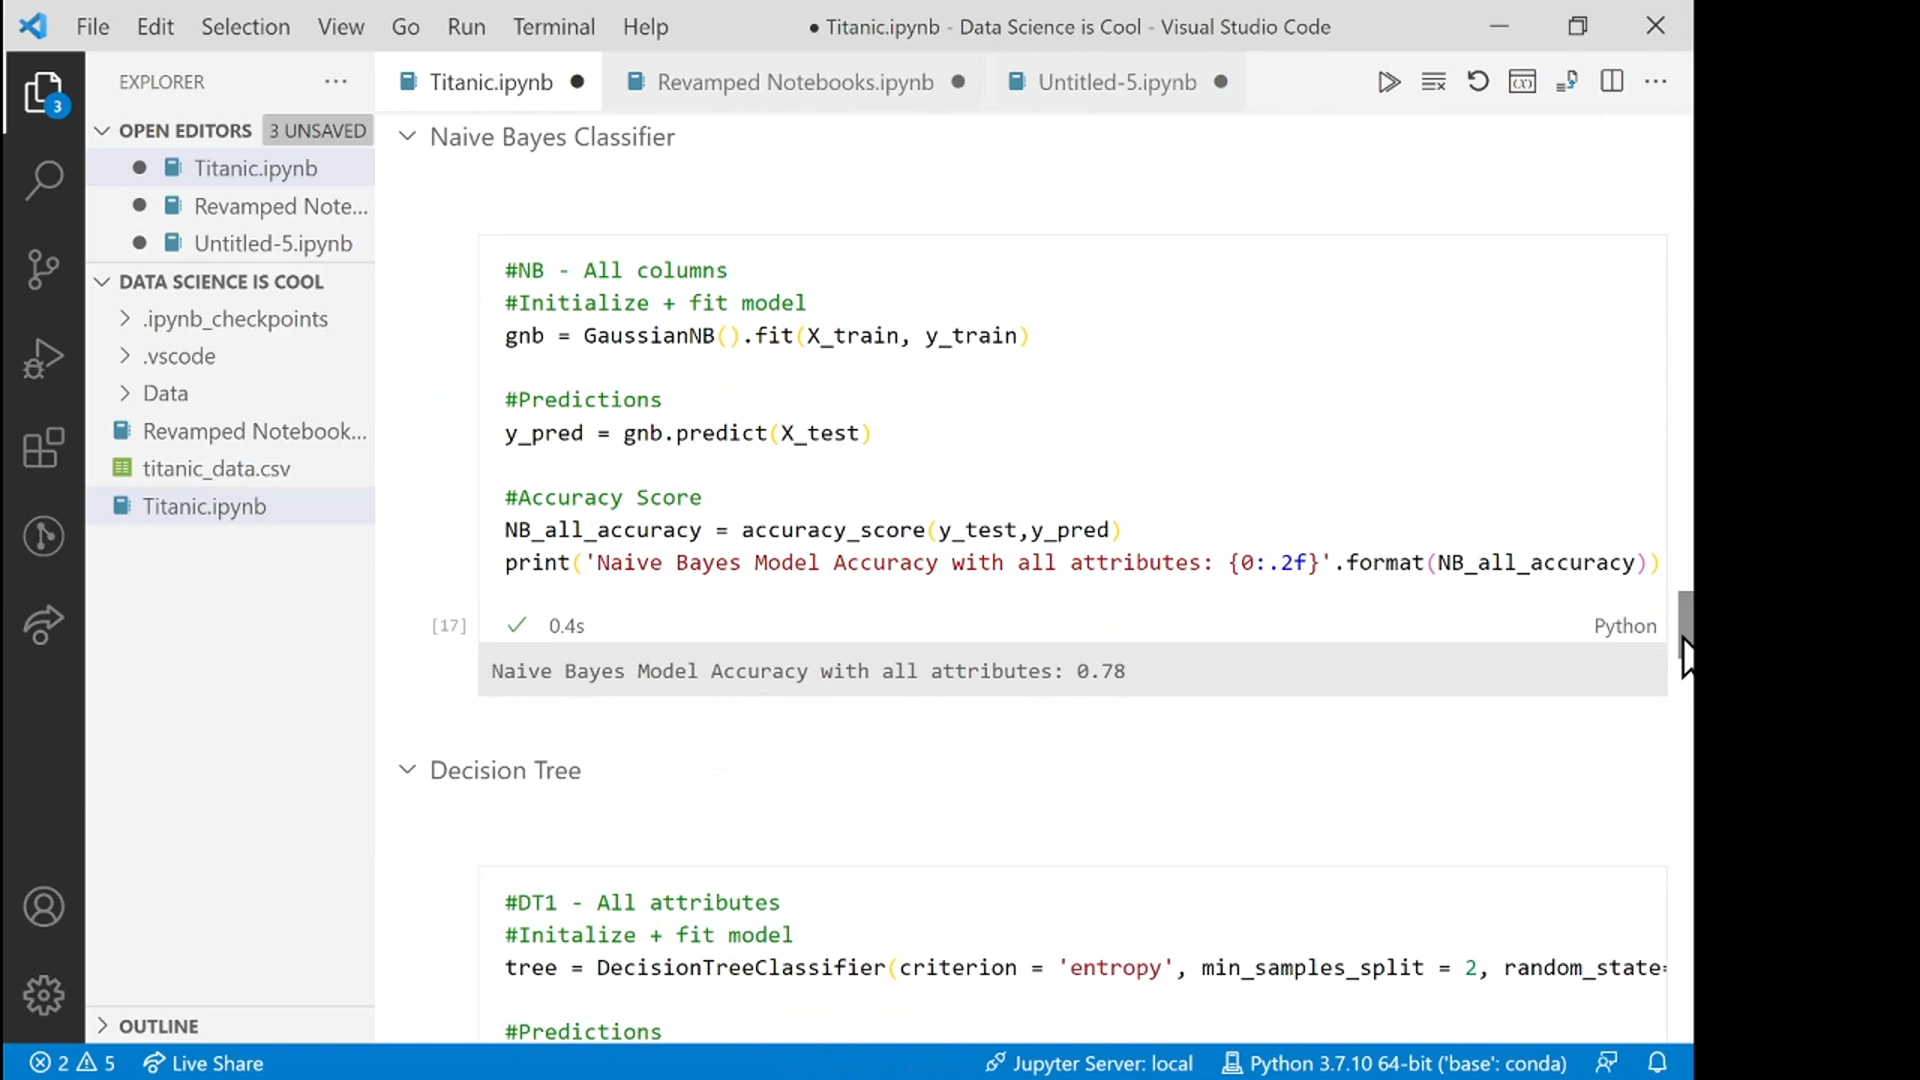 File Edit Selection View Go Run Terminal Help
● Titanic.ipynb - Data Science is Cool - Visual Studio Code
EXPLORER
Titanic.ipynb
Revamped Notebooks.ipynb
Untitled-5.ipynb
3
OPEN EDITORS 3 UNSAVED
Titanic.ipynb
Revamped Note...
Untitled-5.ipynb
DATA SCIENCE IS COOL
.ipynb_checkpoints
.vscode
Data
Revamped Notebook...
titanic_data.csv
Titanic.ipynb
OUTLINE
Naive Bayes Classifier
#NB - All columns
#Initialize + fit model
gnb = GaussianNB().fit(X_train, y_train)
#Predictions
y_pred = gnb.predict(X_test)
#Accuracy Score
NB_all_accuracy = accuracy_score(y_test,y_pred)
print('Naive Bayes Model Accuracy with all attributes: {0:.2f}'.format(NB_all_accuracy))
[17] 0.4s Python
Naive Bayes Model Accuracy with all attributes: 0.78
Decision Tree
#DT1 - All attributes
#Initalize + fit model
tree = DecisionTreeClassifier(criterion = 'entropy', min_samples_split = 2, random_state=
#Predictions
2 5 Live Share Jupyter Server: local Python 3.7.10 64-bit ('base': conda)